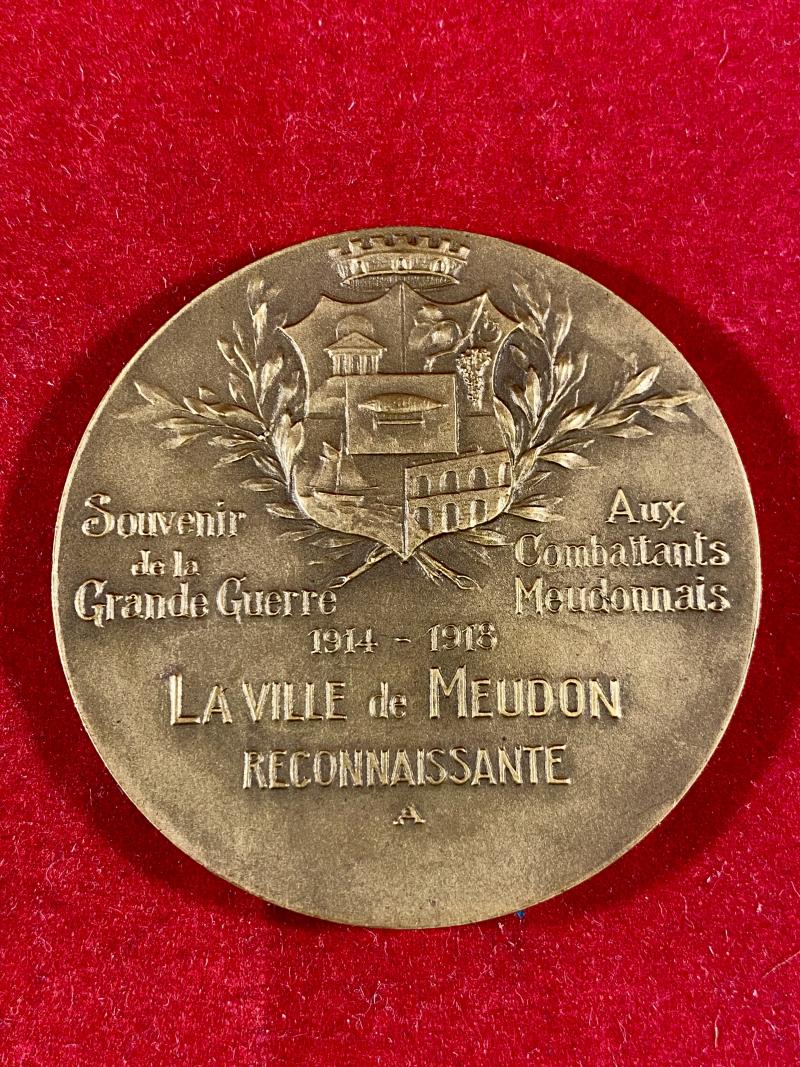 Souvenir
de la
Grande Guerre
Aux
Combattants
Meudonnais
1914 - 1918
LA VILLE de MEUDON
RECONNAISSANTE
A